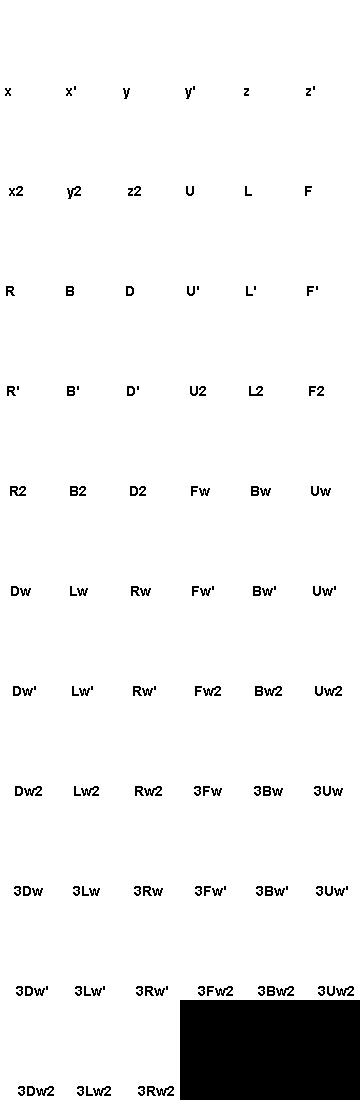 x x' y y' z z'
x2 y2 z2 U L F
R B D U' L' F'
R' B' D' U2 L2 F2
R2 B2 D2 Fw Bw Uw
Dw Lw Rw Fw' Bw' Uw'
Dw' Lw' Rw' Fw2 Bw2 Uw2
Dw2 Lw2 Rw2 3Fw 3Bw 3Uw
3Dw 3Lw 3Rw 3Fw' 3Bw' 3Uw'
3Dw' 3Lw' 3Rw' 3Fw2 3Bw2 3Uw2
3Dw2 3Lw2 3Rw2